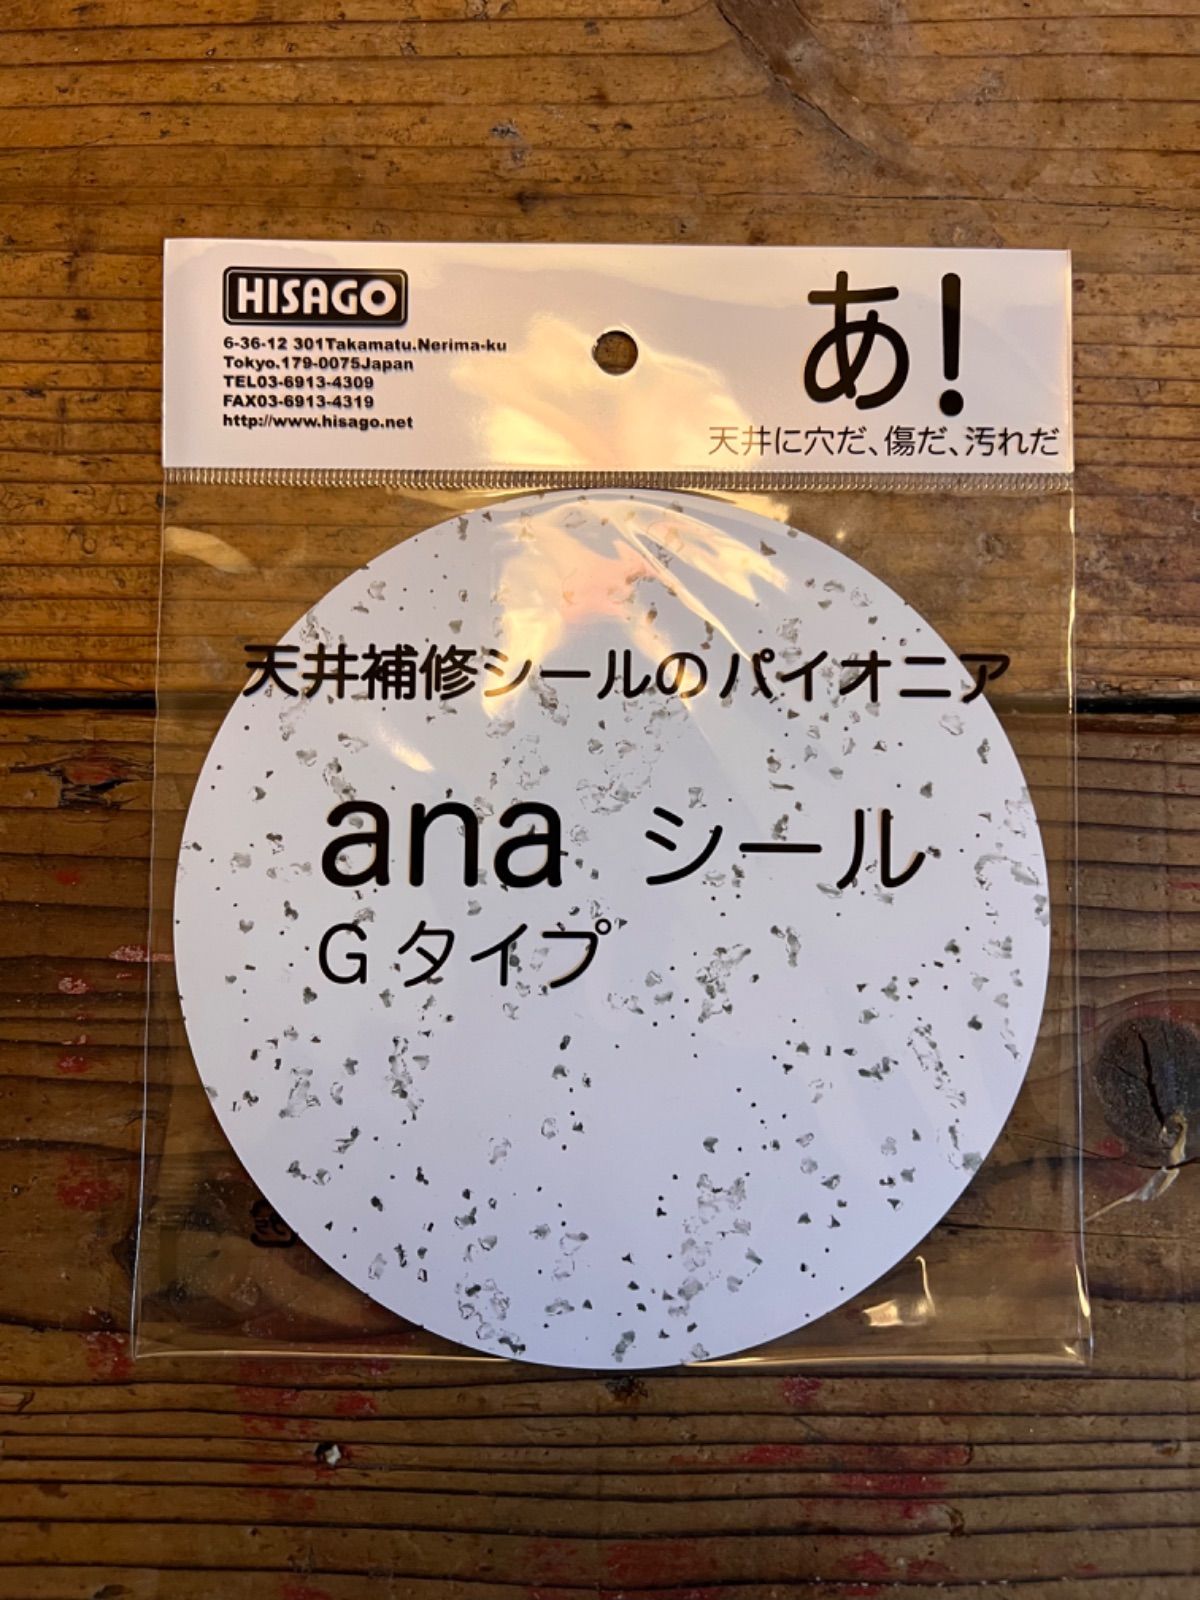 HISAGO
6-36-12 301Takamatu.Nerima-ku
Tokyo.179-0075Japan
TEL03-6913-4309
FAX03-6913-4319
http://www.hisago.net
あ!
天井に穴だ、傷だ、汚れだ
天井補修シールのパイオニア
ana シール
G タイプ